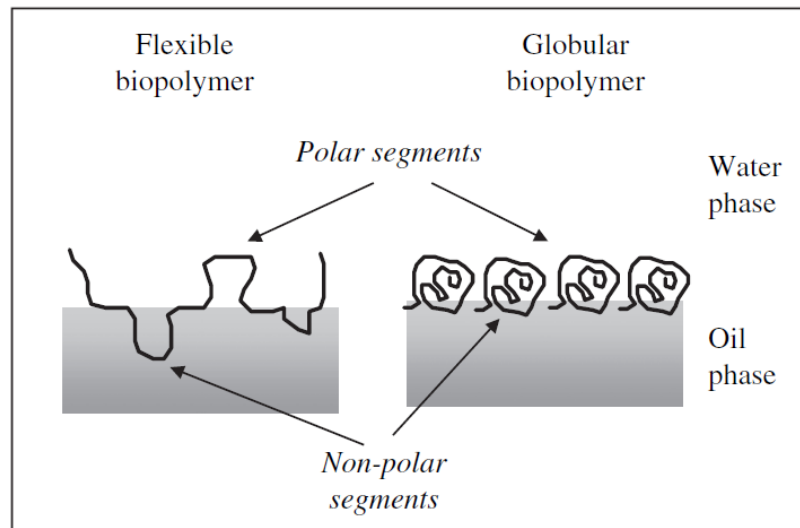 Flexible
biopolymer
Globular
biopolymer
Polar segments
Water
phase
Oil
phase
Non-polar
segments